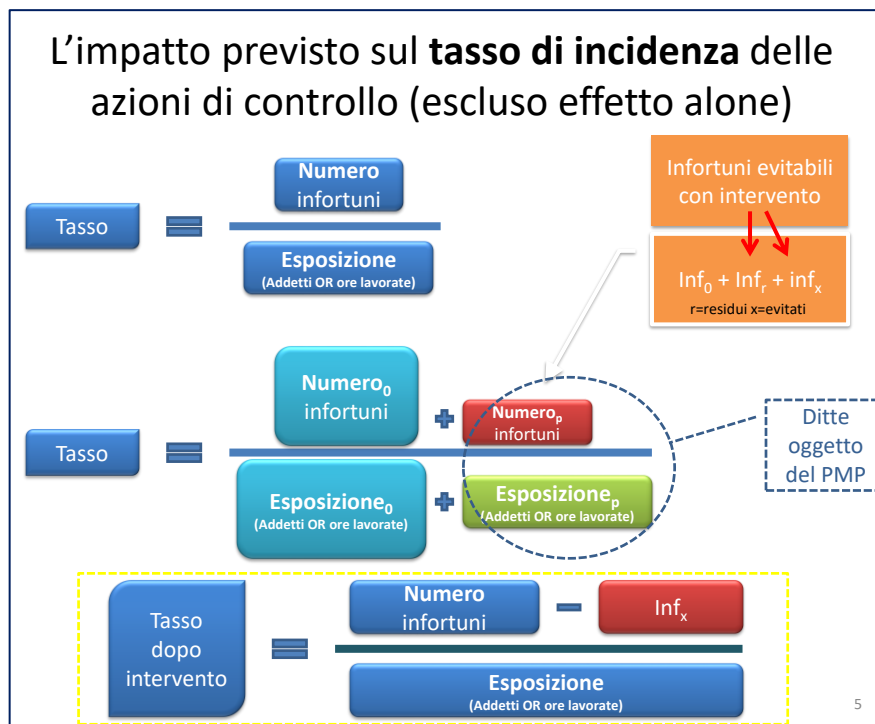 L'impatto previsto sul tasso di incidenza delle
azioni di controllo (escluso effetto alone)
Tasso
Numero
infortuni
Esposizione
(Addetti OR ore lavorate)
Infortuni evitabili
con intervento
Inf0 + Infr + infx
r=residui x=evitati
Tasso
Numero0
infortuni
+
Numerop
infortuni
Esposizione0
(Addetti OR ore lavorate)
+
Esposizionep
(Addetti OR ore lavorate)
Ditte
oggetto
del PMP
Tasso
dopo
intervento
=
Numero
infortuni
-
Infx
Esposizione
(Addetti OR ore lavorate)
5